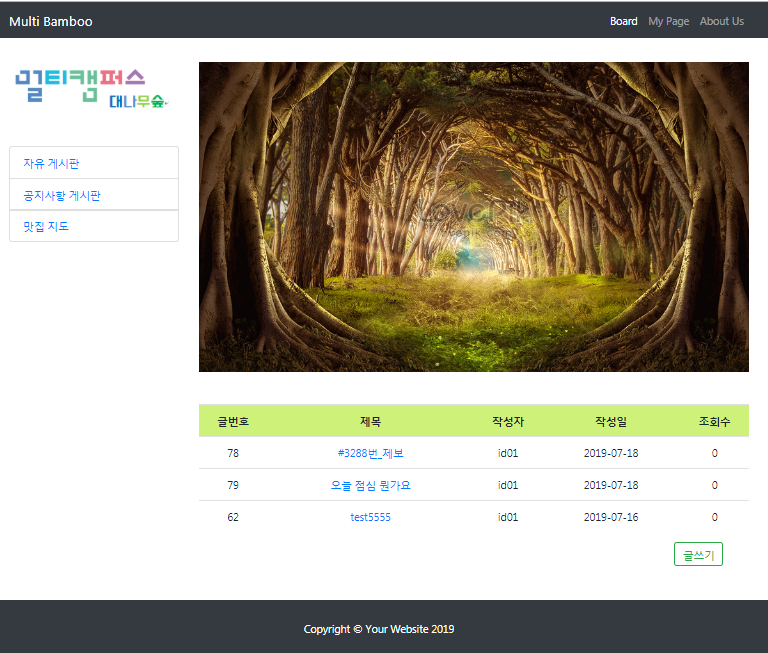 Multi Bamboo
Board My Page About Us
멀티캠퍼스
대나무숲
자유 게시판
공지사항 게시판
맛집 지도
글번호 제목 작성자 작성일 조회수
78 #3288번_제보 id01 2019-07-18 0
79 오늘 점심 뭔가요 id01 2019-07-18 0
62 test5555 id01 2019-07-16 0
글쓰기
Copyright © Your Website 2019